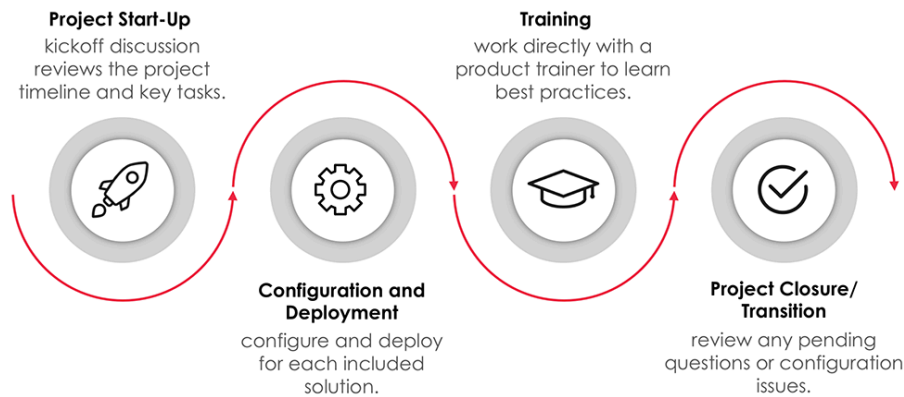 Project Start-Up
kickoff discussion
reviews the project
timeline and key tasks.
Configuration and
Deployment
configure and deploy
for each included
solution.
Training
work directly with a
product trainer to learn
best practices.
Project Closure/
Transition
review any pending
questions or configuration
issues.